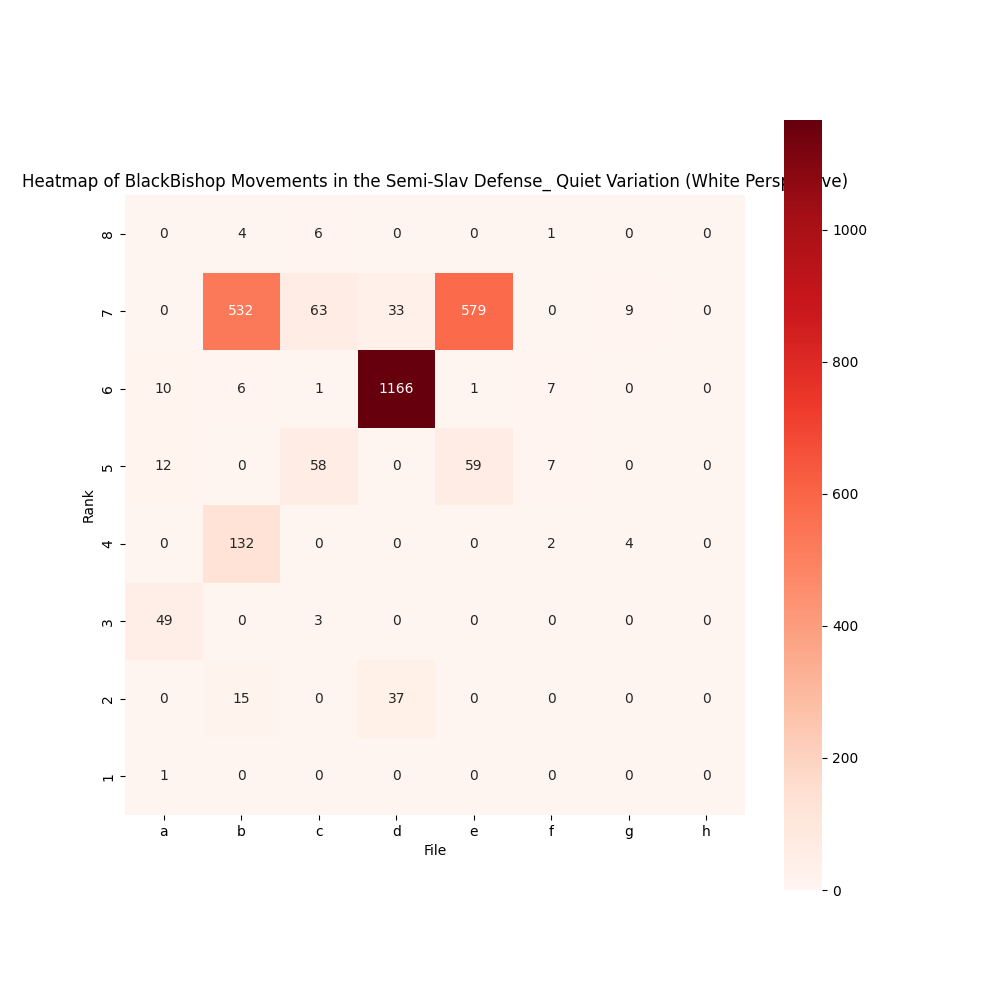 Heatmap of BlackBishop Movements in the Semi-Slav Defense_ Quiet Variation (White Perspective)
8 0 4 6 0 0 1 0 0
7 0 532 63 33 579 0 9 0
6 10 6 1 1166 1 7 0 0
5 12 0 58 0 59 7 0 0
4 0 132 0 0 0 2 4 0
3 49 0 3 0 0 0 0 0
2 0 15 0 37 0 0 0 0
1 1 0 0 0 0 0 0 0
Rank
a b c d e f g h
File
1000
800
600
400
200
0